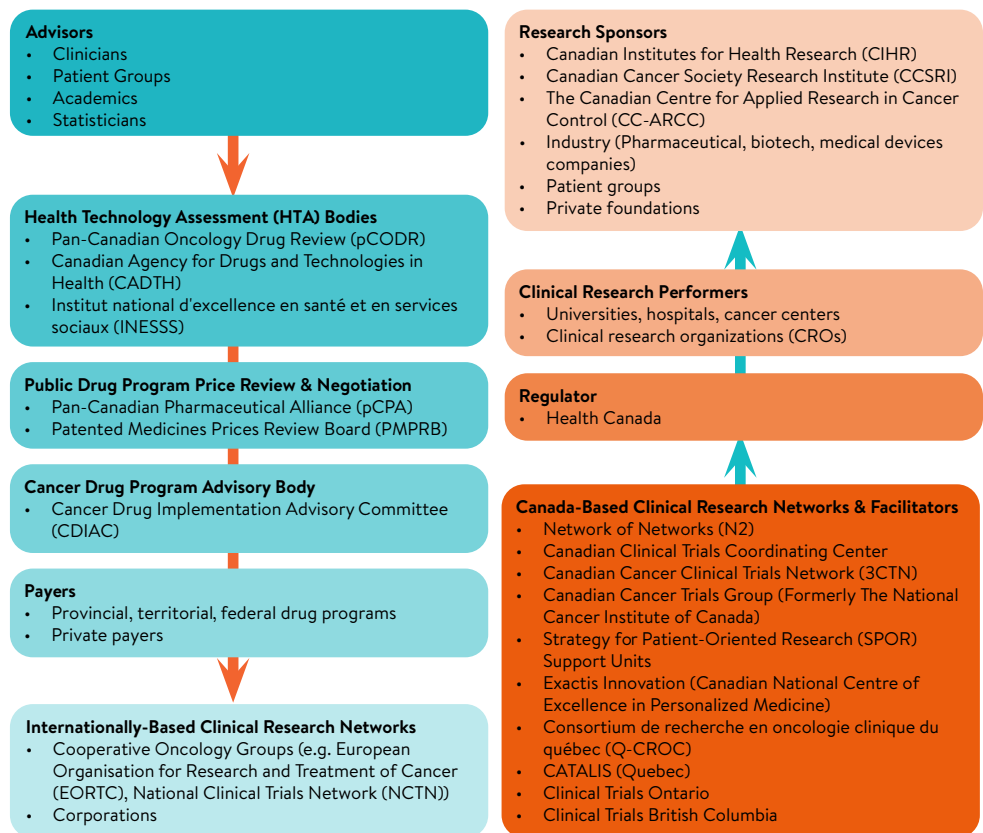 Advisors
• Clinicians
• Patient Groups
• Academics
• Statisticians
Health Technology Assessment (HTA) Bodies
• Pan-Canadian Oncology Drug Review (pCODR)
• Canadian Agency for Drugs and Technologies in
Health (CADTH)
• Institut national d'excellence en santé et en services
sociaux (INESSS)
Public Drug Program Price Review & Negotiation
• Pan-Canadian Pharmaceutical Alliance (pCPA)
• Patented Medicines Prices Review Board (PMPRB)
Cancer Drug Program Advisory Body
• Cancer Drug Implementation Advisory Committee
(CDIAC)
Payers
• Provincial, territorial, federal drug programs
• Private payers
Internationally-Based Clinical Research Networks
• Cooperative Oncology Groups (e.g. European
Organisation for Research and Treatment of Cancer
(EORTC), National Clinical Trials Network (NCTN))
• Corporations
Research Sponsors
• Canadian Institutes for Health Research (CIHR)
• Canadian Cancer Society Research Institute (CCSRI)
• The Canadian Centre for Applied Research in Cancer
Control (CC-ARCC)
• Industry (Pharmaceutical, biotech, medical devices
companies)
• Patient groups
• Private foundations
Clinical Research Performers
• Universities, hospitals, cancer centers
• Clinical research organizations (CROs)
Regulator
• Health Canada
Canada-Based Clinical Research Networks & Facilitators
• Network of Networks (N2)
• Canadian Clinical Trials Coordinating Center
• Canadian Cancer Clinical Trials Network (3CTN)
• Canadian Cancer Trials Group (Formerly The National
Cancer Institute of Canada)
• Strategy for Patient-Oriented Research (SPOR)
Support Units
• Exactis Innovation (Canadian National Centre of
Excellence in Personalized Medicine)
• Consortium de recherche en oncologie clinique du
québec (Q-CROC)
• CATALIS (Quebec)
• Clinical Trials Ontario
• Clinical Trials British Columbia